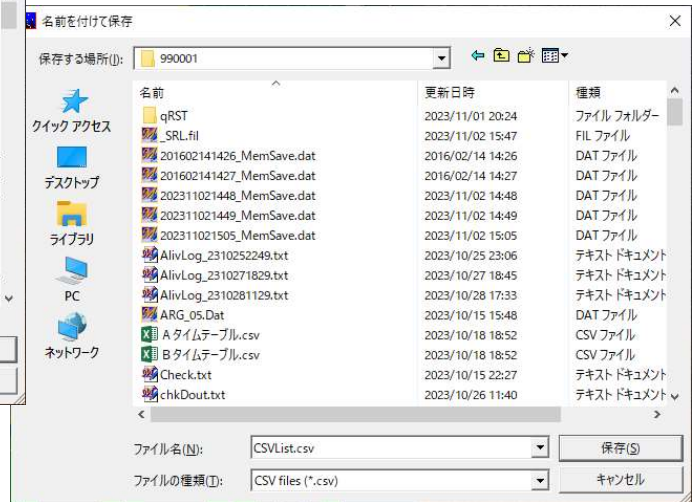 名前を付けて保存
保存する場所(I): 990001
名前 更新日時 種類
qRST 2023/11/01 20:24 ファイル フォルダー
_SRL.fil 2023/11/02 15:47 FIL ファイル
201602141426_MemSave.dat 2016/02/14 14:26 DAT ファイル
201602141427_MemSave.dat 2016/02/14 14:27 DAT ファイル
202311021448_MemSave.dat 2023/11/02 14:48 DAT ファイル
202311021449_MemSave.dat 2023/11/02 14:49 DAT ファイル
202311021505_MemSave.dat 2023/11/02 15:05 DAT ファイル
AlivLog_2310252249.txt 2023/10/25 23:06 テキスト ドキュメント
AlivLog_2310271829.txt 2023/10/27 18:45 テキスト ドキュメント
AlivLog_2310281129.txt 2023/10/28 17:33 テキスト ドキュメント
ARG_05.Dat 2023/10/15 15:48 DAT ファイル
A タイムテーブル.csv 2023/10/18 18:52 CSV ファイル
B タイムテーブル.csv 2023/10/18 18:52 CSV ファイル
Check.txt 2023/10/15 22:27 テキスト ドキュメント
chkDout.txt 2023/10/26 11:40 テキスト ドキュメント
クイック アクセス
デスクトップ
ライブラリ
PC
ネットワーク
ファイル名(N): CSVList.csv 保存(S)
ファイルの種類(T): CSV files (*.csv) キャンセル